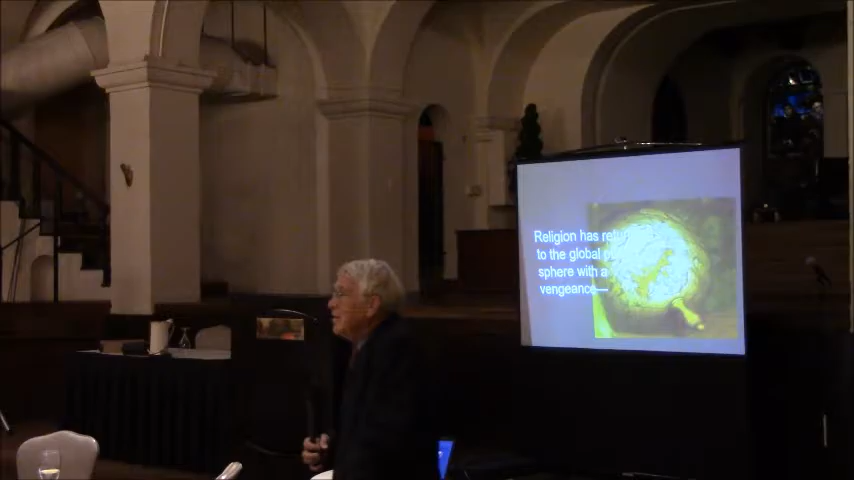 Religion has
to the global
sphere with a
vengeance—